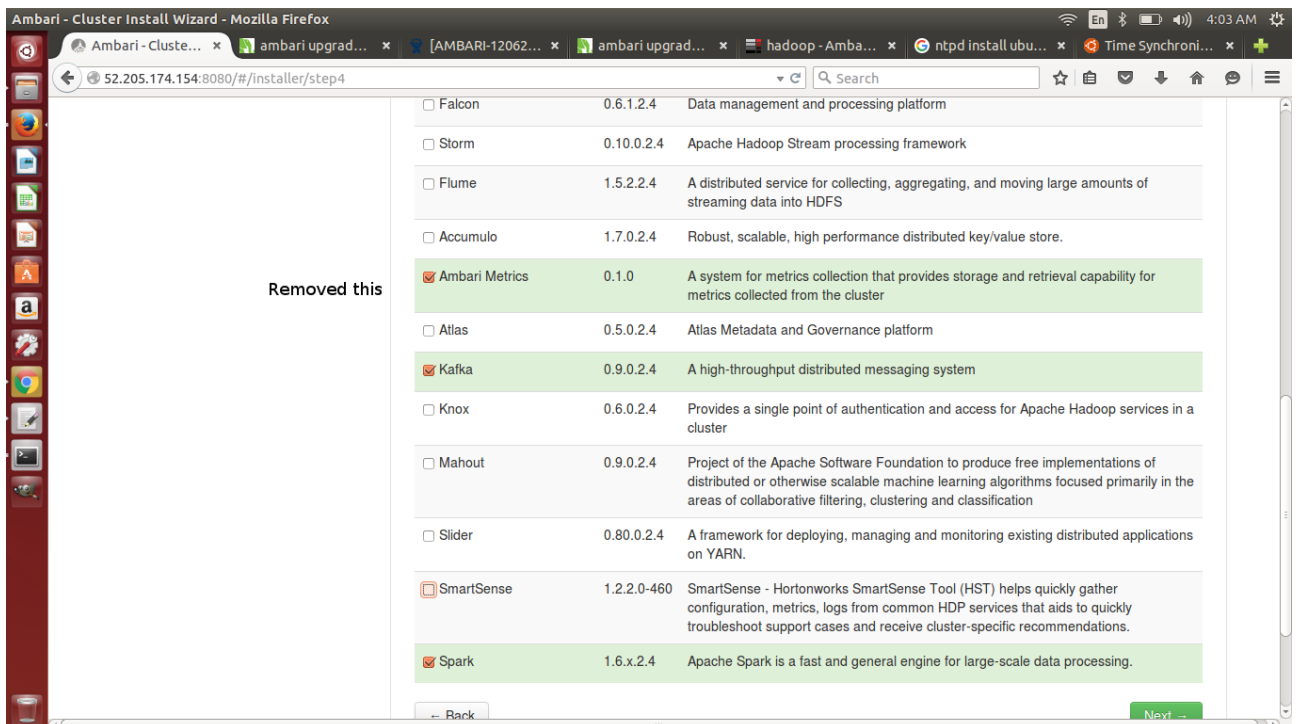 Ambari - Cluster Install Wizard - Mozilla Firefox
En
4:03 AM
Ambari - Cluste...
ambari upgrad...
[AMBARI-12062...
ambari upgrad...
hadoop - Amba...
ntpd install ubu...
Time Synchroni...
52.205.174.154:8080/#/installer/step4
Search
Falcon 0.6.1.2.4 Data management and processing platform
Storm 0.10.0.2.4 Apache Hadoop Stream processing framework
Flume 1.5.2.2.4 A distributed service for collecting, aggregating, and moving large amounts of
streaming data into HDFS
Accumulo 1.7.0.2.4 Robust, scalable, high performance distributed key/value store.
Removed this
Ambari Metrics 0.1.0 A system for metrics collection that provides storage and retrieval capability for
metrics collected from the cluster
Atlas 0.5.0.2.4 Atlas Metadata and Governance platform
Kafka 0.9.0.2.4 A high-throughput distributed messaging system
Knox 0.6.0.2.4 Provides a single point of authentication and access for Apache Hadoop services in a
cluster
Mahout 0.9.0.2.4 Project of the Apache Software Foundation to produce free implementations of
distributed or otherwise scalable machine learning algorithms focused primarily in the
areas of collaborative filtering, clustering and classification
Slider 0.80.0.2.4 A framework for deploying, managing and monitoring existing distributed applications
on YARN.
SmartSense 1.2.2.0-460 SmartSense - Hortonworks SmartSense Tool (HST) helps quickly gather
configuration, metrics, logs from common HDP services that aids to quickly
troubleshoot support cases and receive cluster-specific recommendations.
Spark 1.6.x.2.4 Apache Spark is a fast and general engine for large-scale data processing.
← Back
Next →